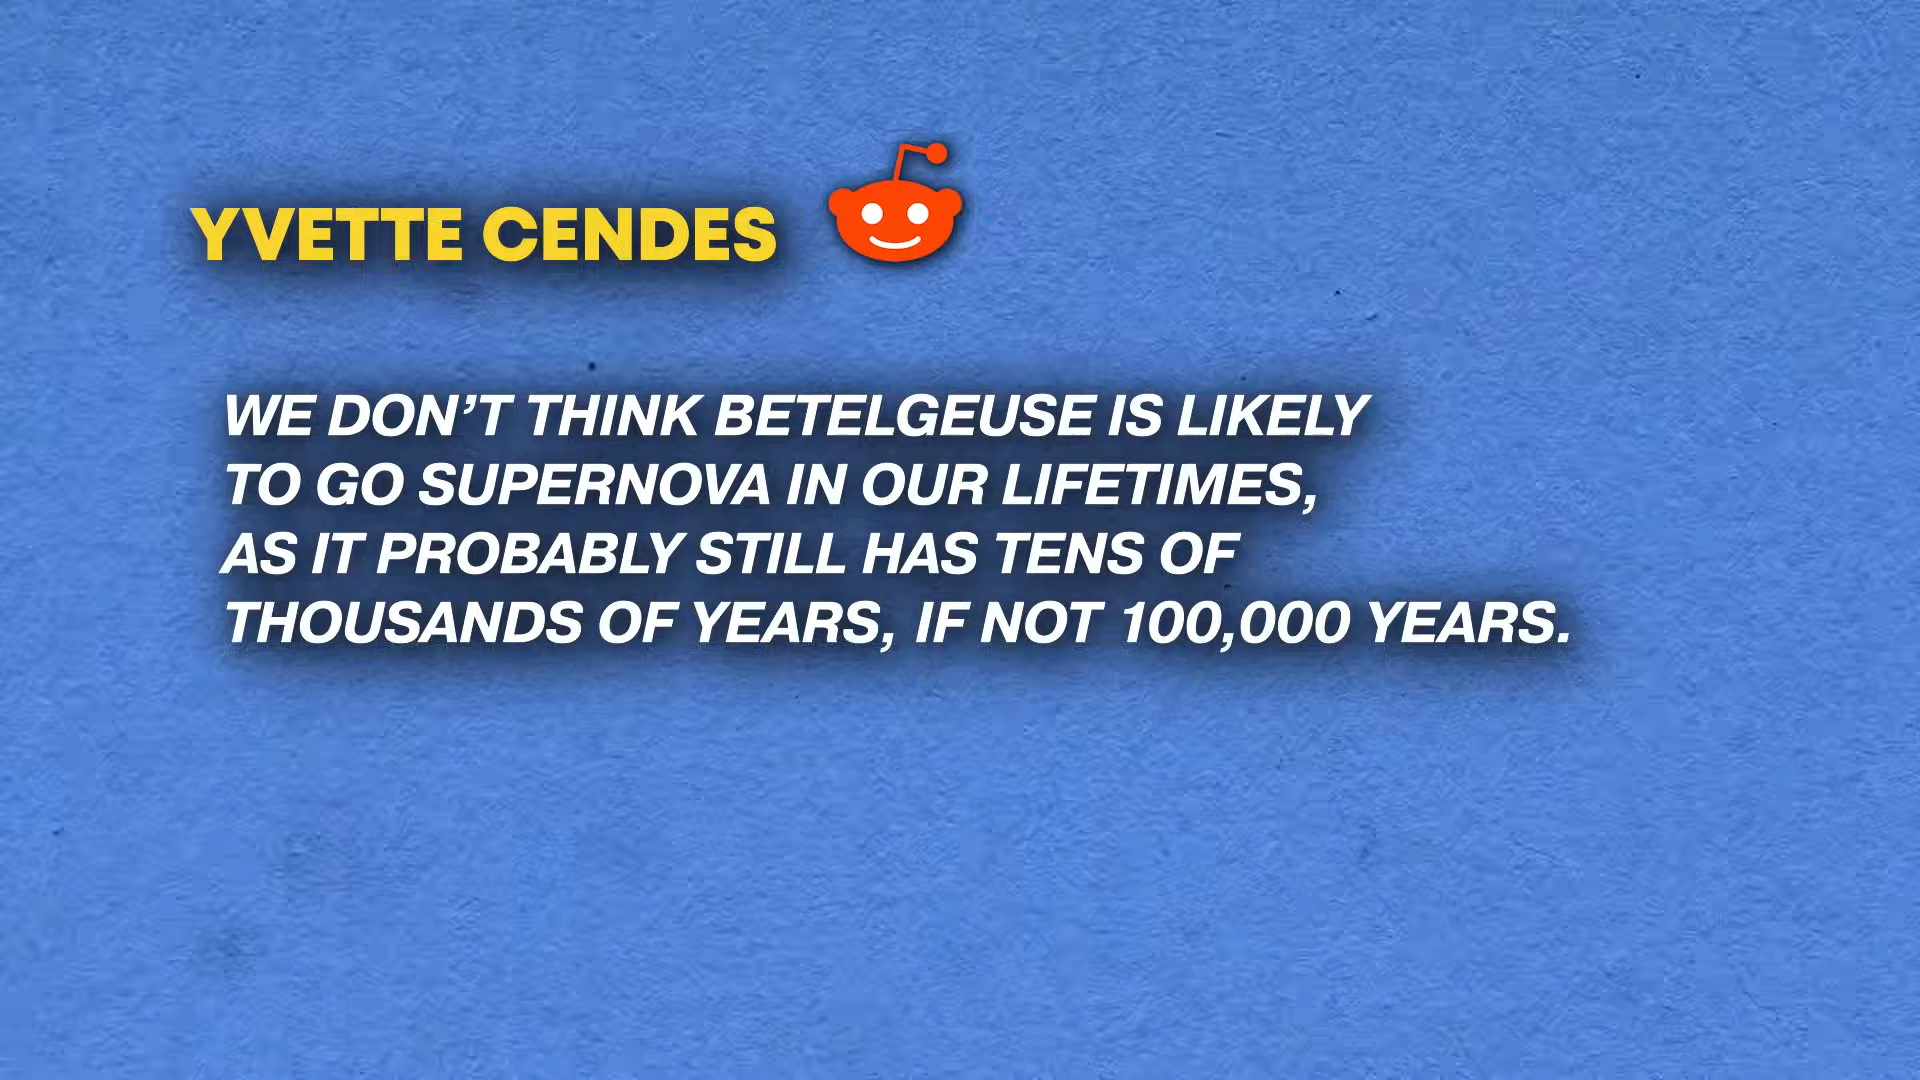 YVETTE CENDES
WE DON’T THINK BETELGEUSE IS LIKELY
TO GO SUPERNOVA IN OUR LIFETIMES,
AS IT PROBABLY STILL HAS TENS OF
THOUSANDS OF YEARS, IF NOT 100,000 YEARS.